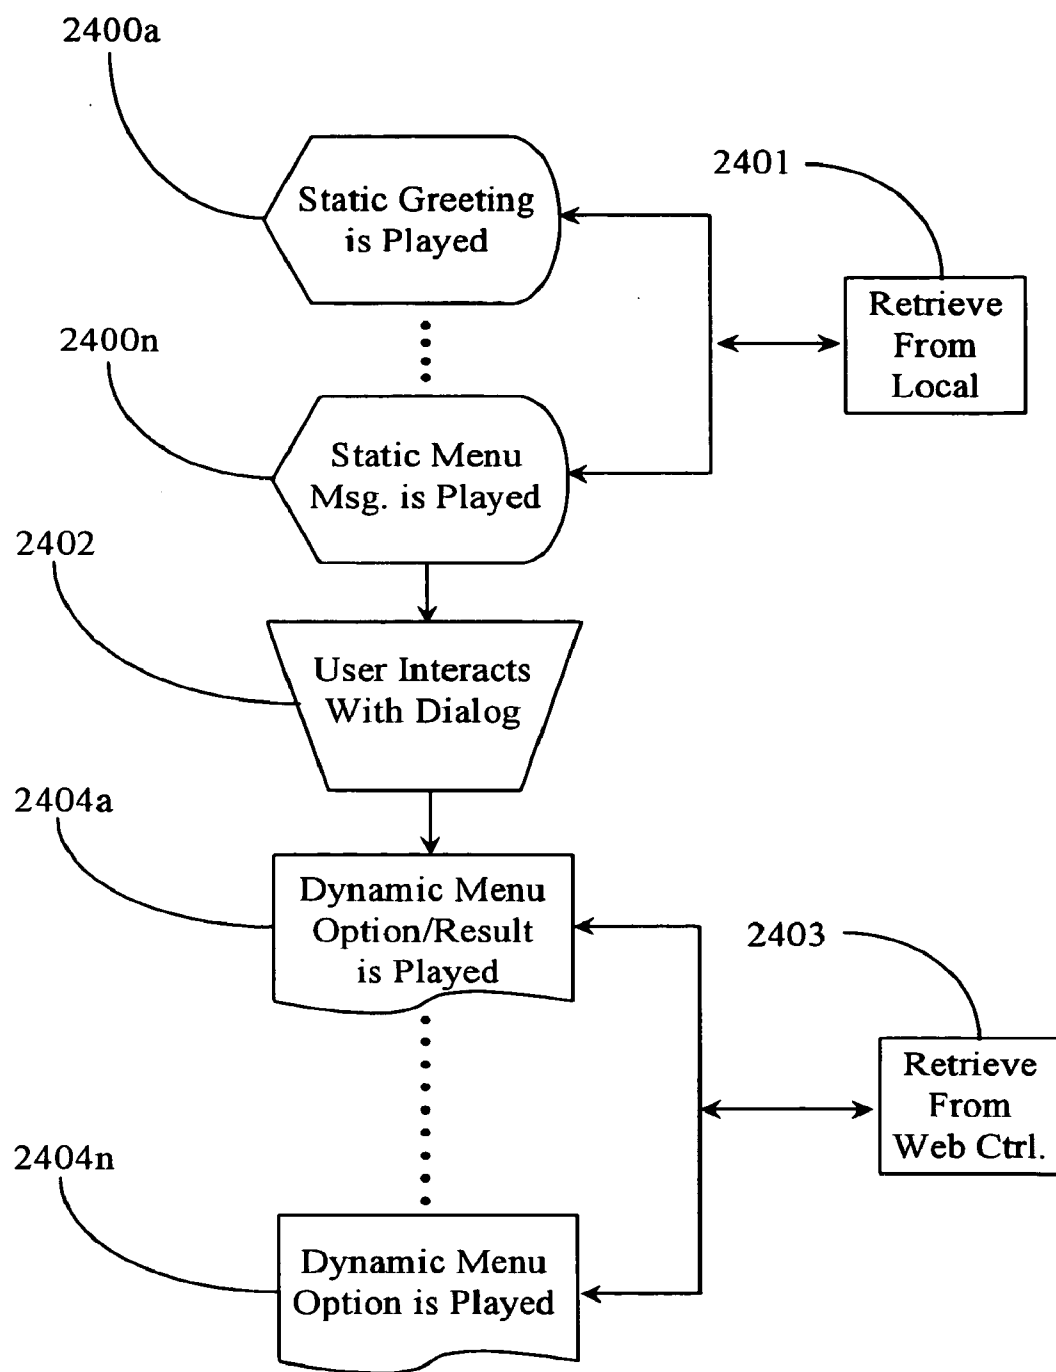 2400a
Static Greeting
is Played
2401
Retrieve
From
Local
2400n
Static Menu
Msg. is Played
2402
User Interacts
With Dialog
2404a
Dynamic Menu
Option/Result
is Played
2403
Retrieve
From
Web Ctrl.
2404n
Dynamic Menu
Option is Played